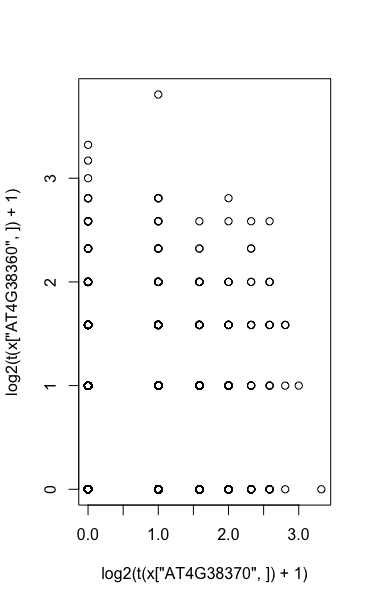 3
2
1
0
log2(t(x["AT4G38360", ]) + 1)
0.0 1.0 2.0 3.0
log2(t(x["AT4G38370", ]) + 1)